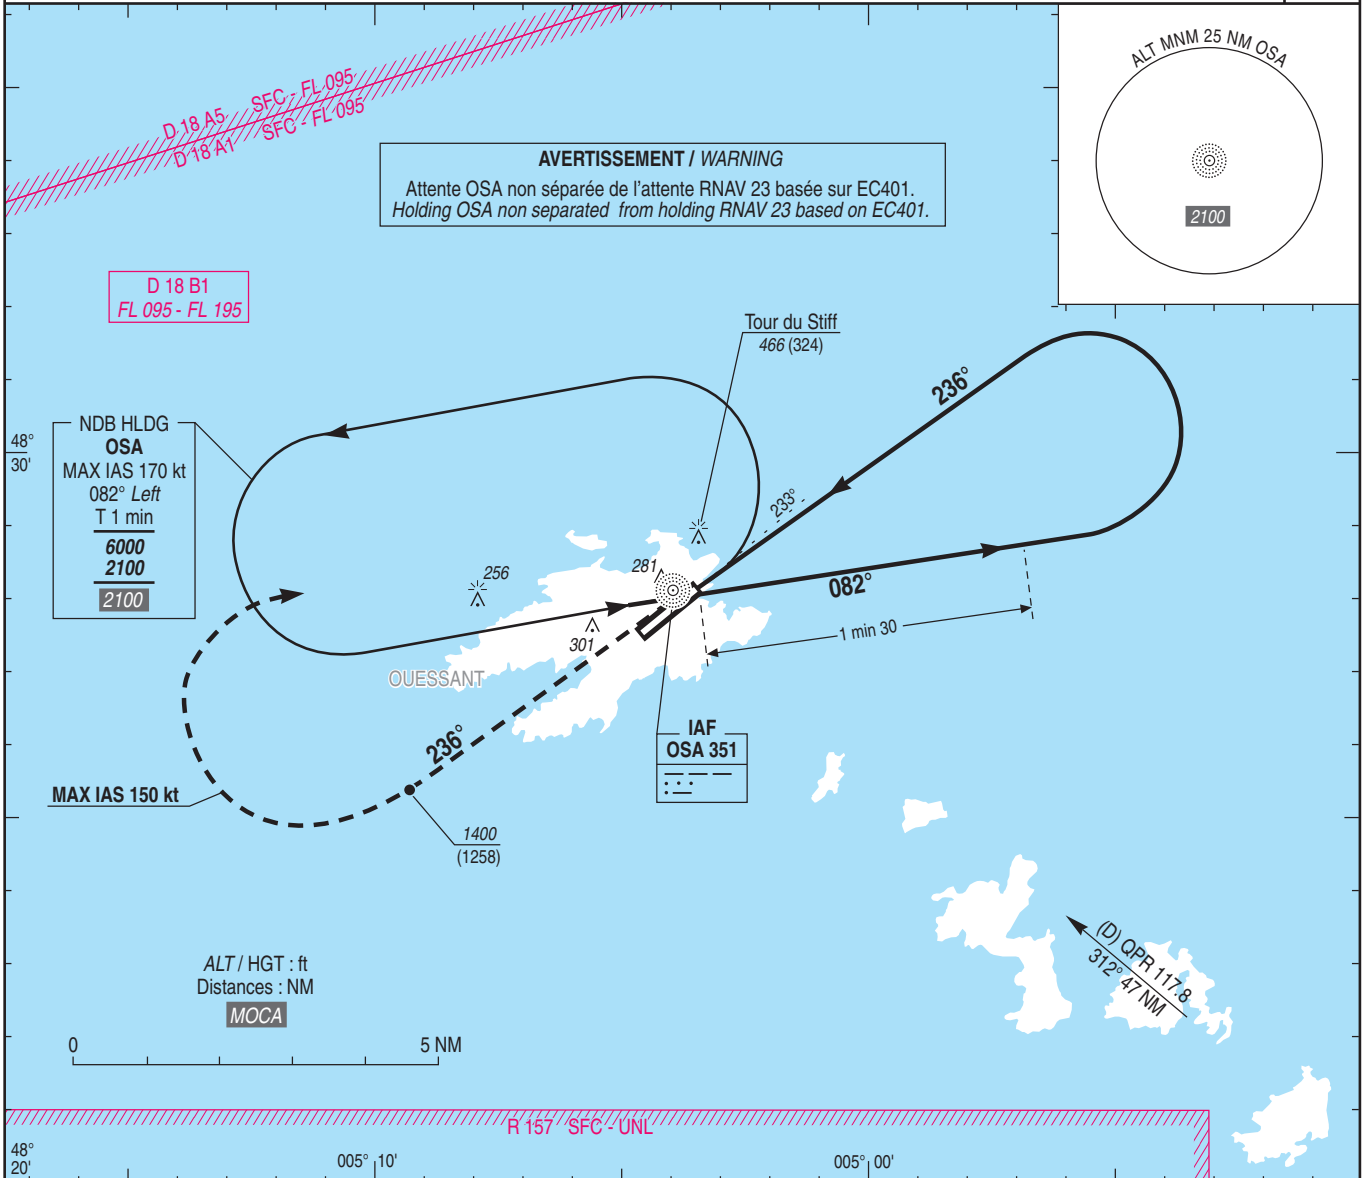 D 18 A5 SFC - FL 095
D 18 A1 SFC - FL 095
AVERTISSEMENT / WARNING
Attente OSA non séparée de l'attente RNAV 23 basée sur EC401.
Holding OSA non separated from holding RNAV 23 based on EC401.
ALT MNM 25 NM OSA
2100
D 18 B1
FL 095 - FL 195
Tour du Stiff
466 (324)
236°
48°
30'
NDB HLDG
OSA
MAX IAS 170 kt
082° Left
T 1 min
6000
2100
2100
233°
281
256
301
082°
1 min 30
OUESSANT
236°
IAF
OSA 351
MAX IAS 150 kt
1400
(1258)
(D) QPR 117.8
312° 47 NM
ALT / HGT : ft
Distances : NM
MOCA
0 5 NM
R 157 SFC - UNL
48°
20'
005° 10'
005° 00'